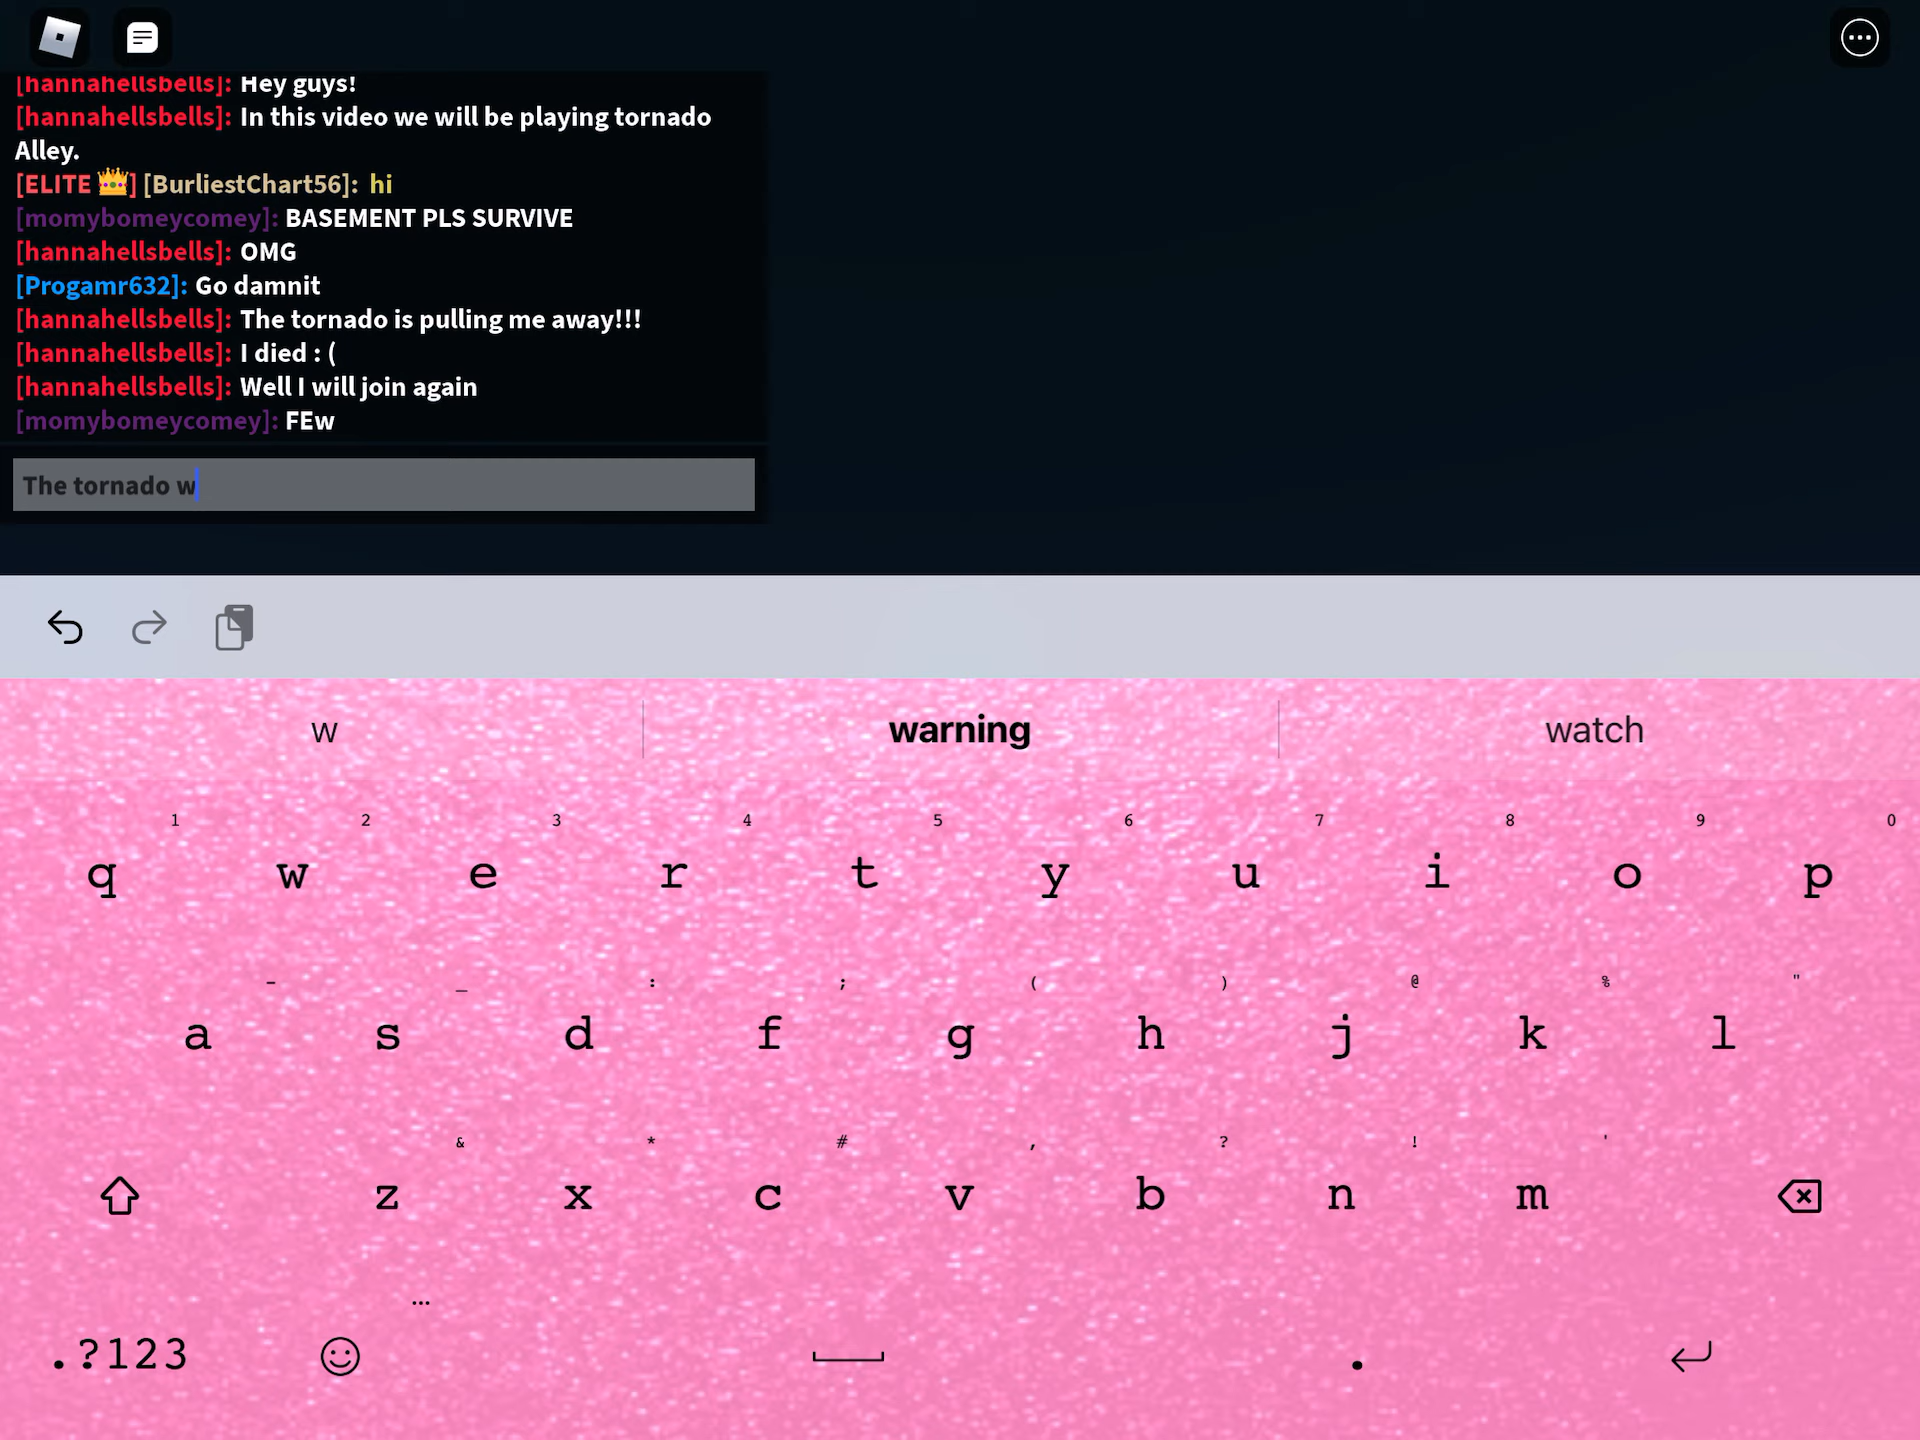 [hannahellsbells]: Hey guys!
[hannahellsbells]: In this video we will be playing tornado
Alley.
[ELITE 👑] [BurliestChart56]: hi
[momybomeycomey]: BASEMENT PLS SURVIVE
[hannahellsbells]: OMG
[Progamr632]: Go damnit
[hannahellsbells]: The tornado is pulling me away!!!
[hannahellsbells]: I died : (
[hannahellsbells]: Well I will join again
[momybomeycomey]: FEw
The tornado w
w warning watch
1 2 3 4 5 6 7 8 9 0
q w e r t y u i o p
- _ : ; ( ) @ % "
a s d f g h j k l
& * # , ? ! '
z x c v b n m
...
.?123 .